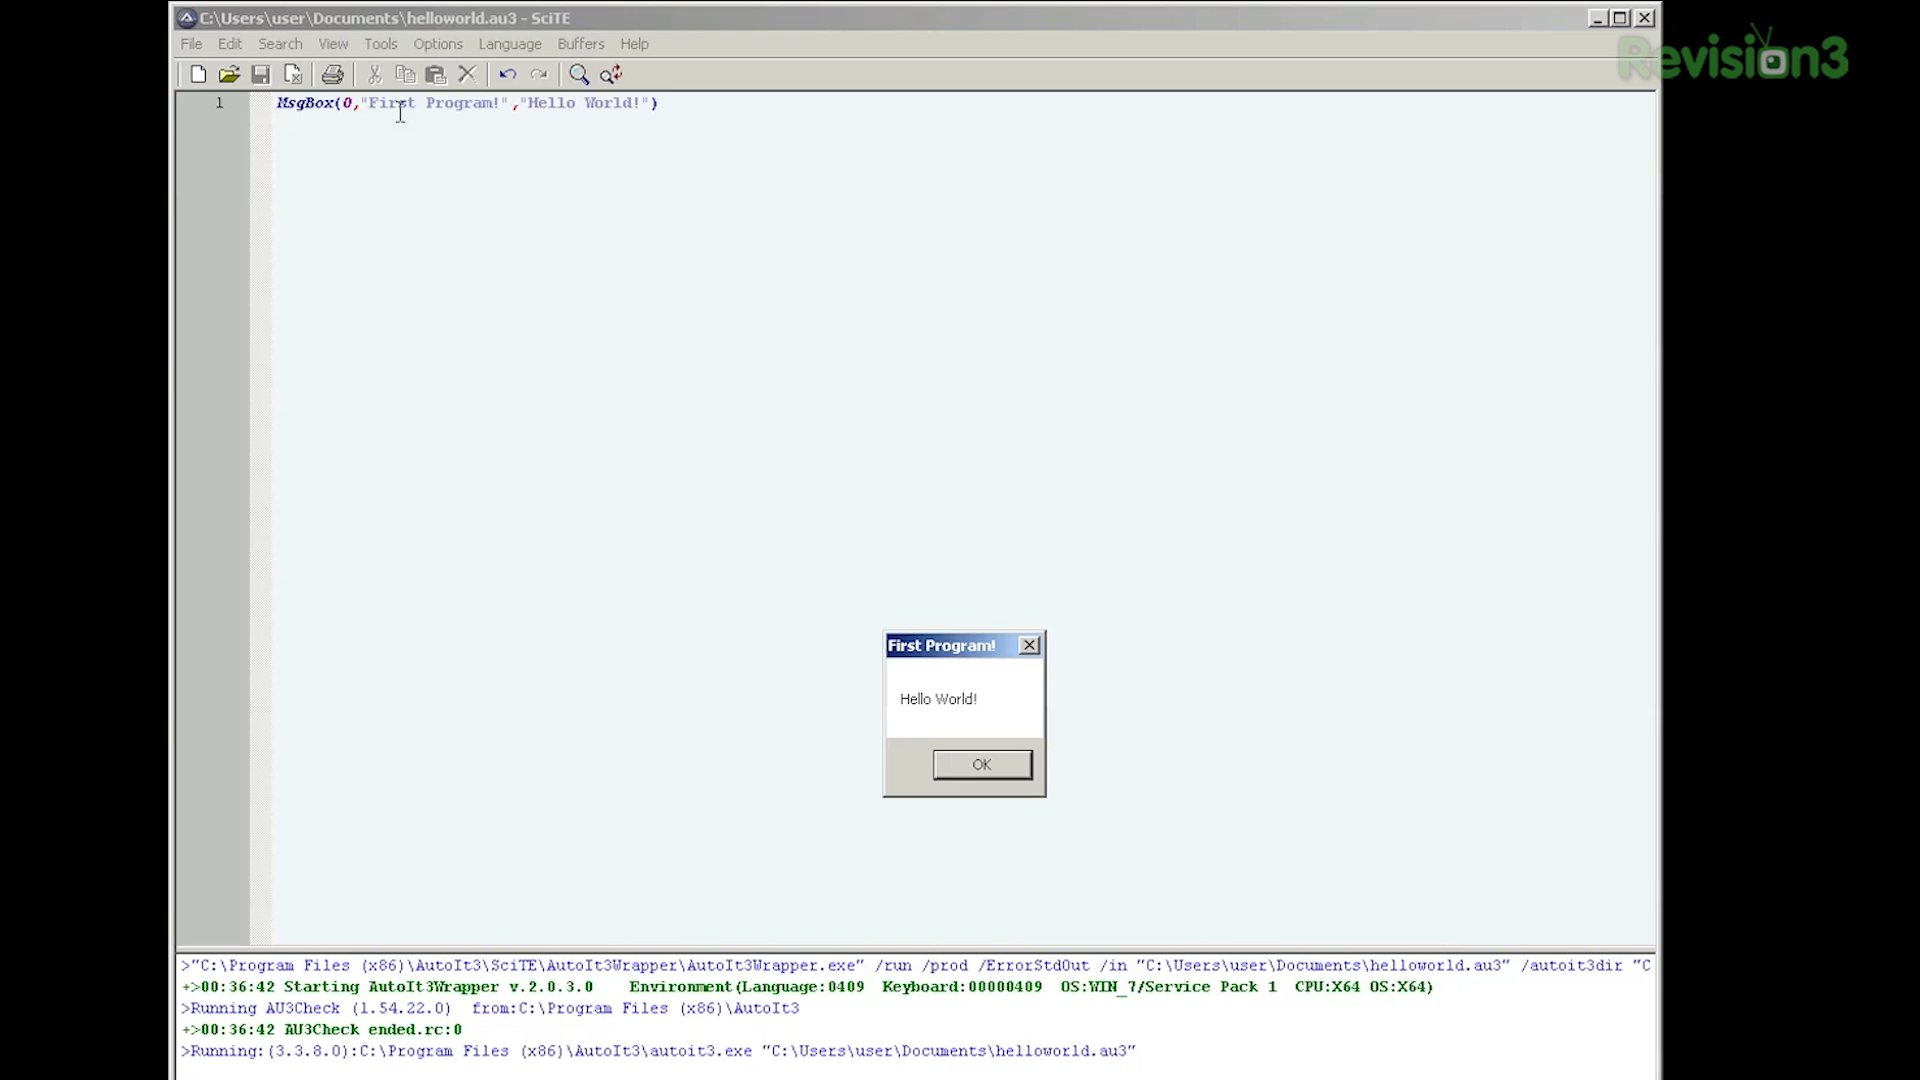 C:\Users\user\Documents\helloworld.au3 - SciTE
File Edit Search View Tools Options Language Buffers Help
Revision3
1 MsgBox(0,"First Program!","Hello World!")
First Program!
Hello World!
OK
>"C:\Program Files (x86)\AutoIt3\SciTE\AutoIt3Wrapper\AutoIt3Wrapper.exe" /run /prod /ErrorStdOut /in "C:\Users\user\Documents\helloworld.au3" /autoit3dir "C
+>00:36:42 Starting AutoIt3Wrapper v.2.0.3.0 Environment(Language:0409 Keyboard:00000409 OS:WIN_7/Service Pack 1 CPU:X64 OS:X64)
>Running AU3Check (1.54.22.0) from:C:\Program Files (x86)\AutoIt3
+>00:36:42 AU3Check ended.rc:0
>Running:(3.3.8.0):C:\Program Files (x86)\AutoIt3\autoit3.exe "C:\Users\user\Documents\helloworld.au3"